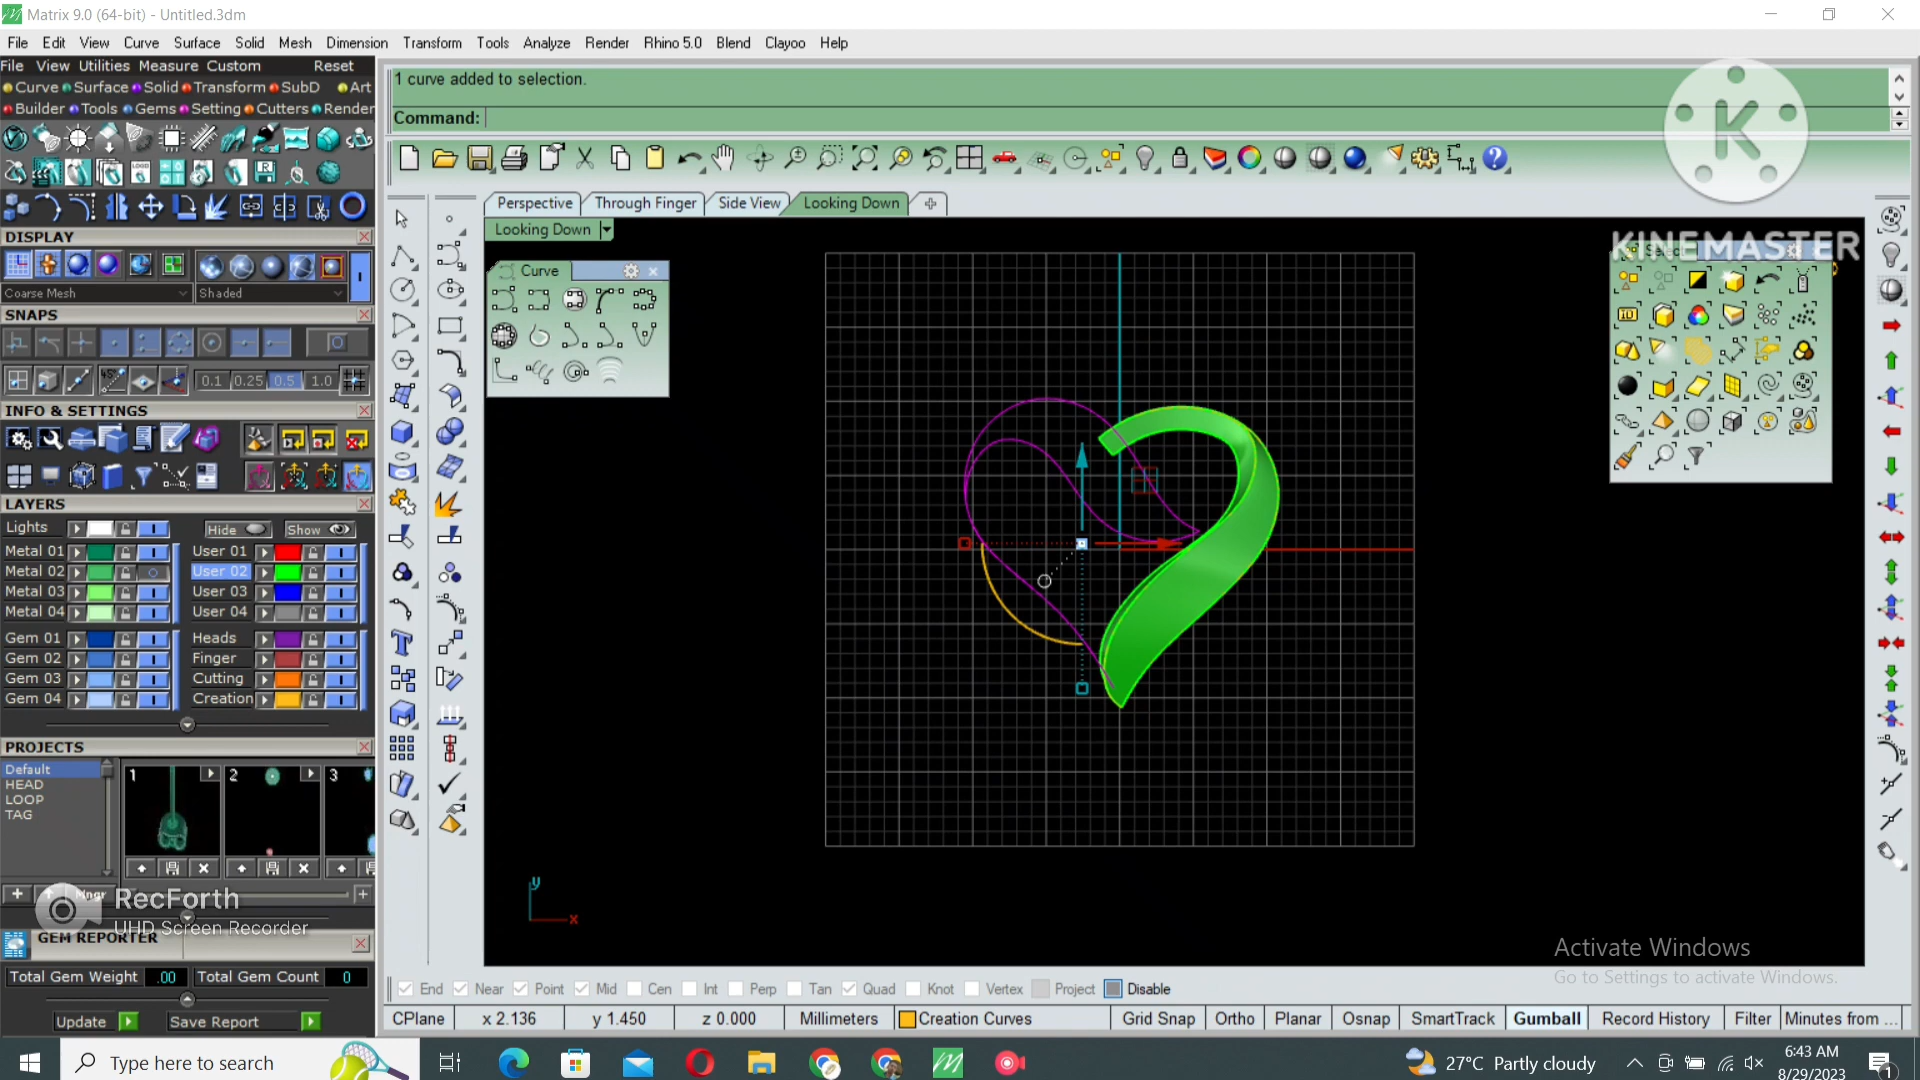 Matrix 9.0 (64-bit) - Untitled.3dm
File Edit View Curve Surface Solid Mesh Dimension Transform Tools Analyze Render Rhino 5.0 Blend Clayoo Help
File View Utilities Measure Custom Reset
Curve Surface Solid Transform SubD Art
Builder Tools Gems Setting Cutters Render
1 curve added to selection.
Command:
K
KINEMASTER
Perspective Through Finger Side View Looking Down
Looking Down
Curve
DISPLAY
Coarse Mesh Shaded
SNAPS
0.1 0.25 0.5 1.0
INFO & SETTINGS
LAYERS
Lights Hide Show
Metal 01 User 01
Metal 02 User 02
Metal 03 User 03
Metal 04 User 04
Gem 01 Heads
Gem 02 Finger
Gem 03 Cutting
Gem 04 Creation
PROJECTS
Default
HEAD
LOOP
TAG
1 2 3
Mngr
RecForth
UHD Screen Recorder
GEM REPORTER
Total Gem Weight .00 Total Gem Count 0
Update Save Report
y
x
Activate Windows
Go to Settings to activate Windows.
End Near Point Mid Cen Int Perp Tan Quad Knot Vertex Project Disable
CPlane x 2.136 y 1.450 z 0.000 Millimeters Creation Curves Grid Snap Ortho Planar Osnap SmartTrack Gumball Record History Filter Minutes from ...
Type here to search
27°C Partly cloudy
6:43 AM
8/29/2023
1